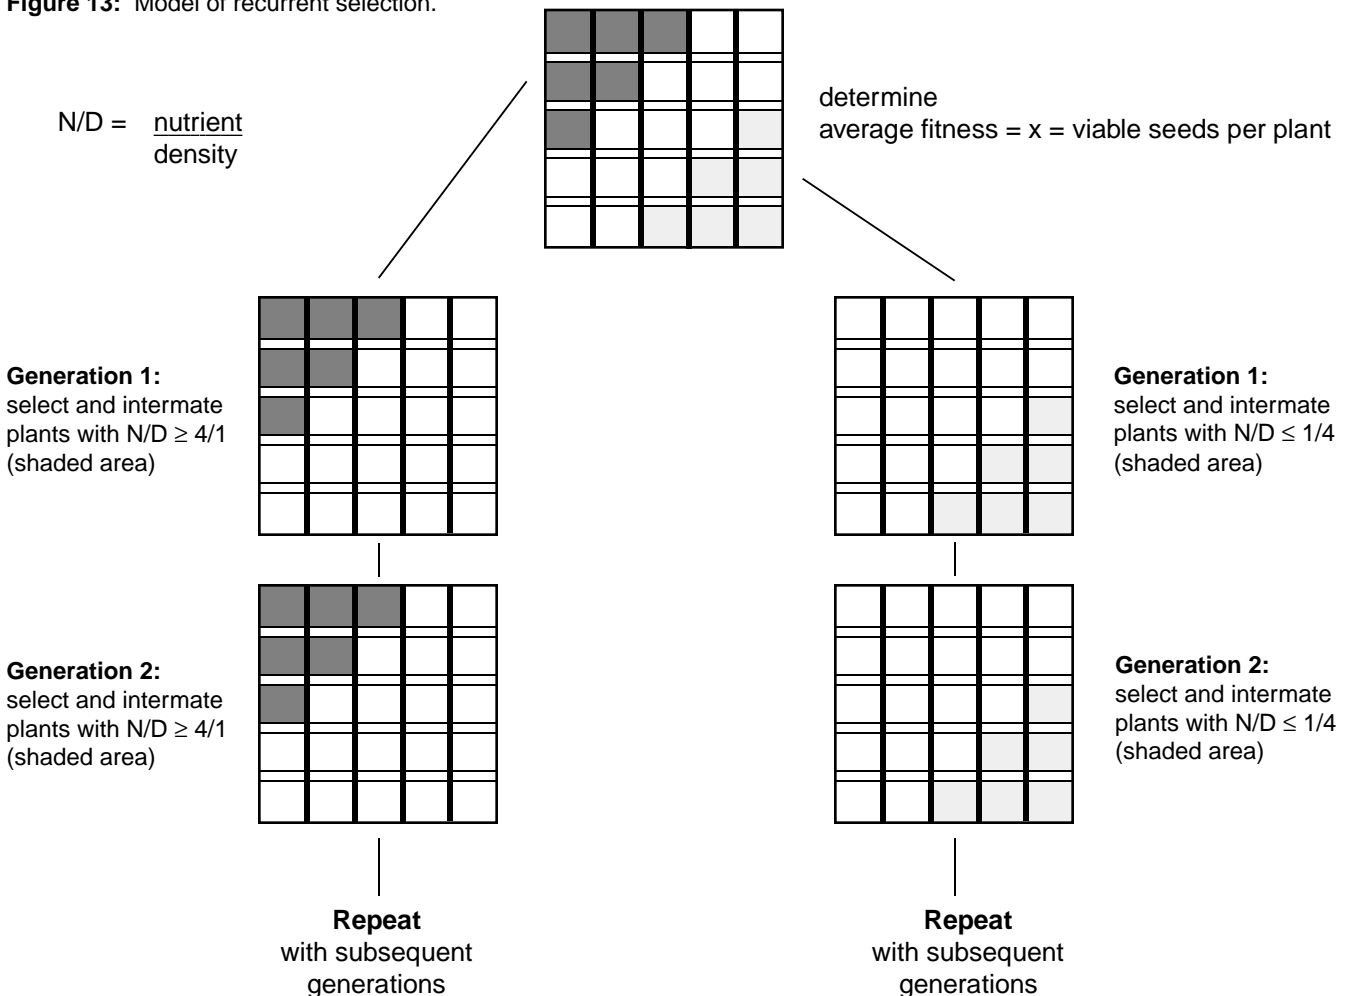 Figure 13: Model of recurrent selection.
N/D = nutrient
density
determine
average fitness = x = viable seeds per plant
Generation 1:
select and intermate
plants with N/D ≥ 4/1
(shaded area)
Generation 1:
select and intermate
plants with N/D ≤ 1/4
(shaded area)
Generation 2:
select and intermate
plants with N/D ≥ 4/1
(shaded area)
Generation 2:
select and intermate
plants with N/D ≤ 1/4
(shaded area)
Repeat
with subsequent
generations
Repeat
with subsequent
generations